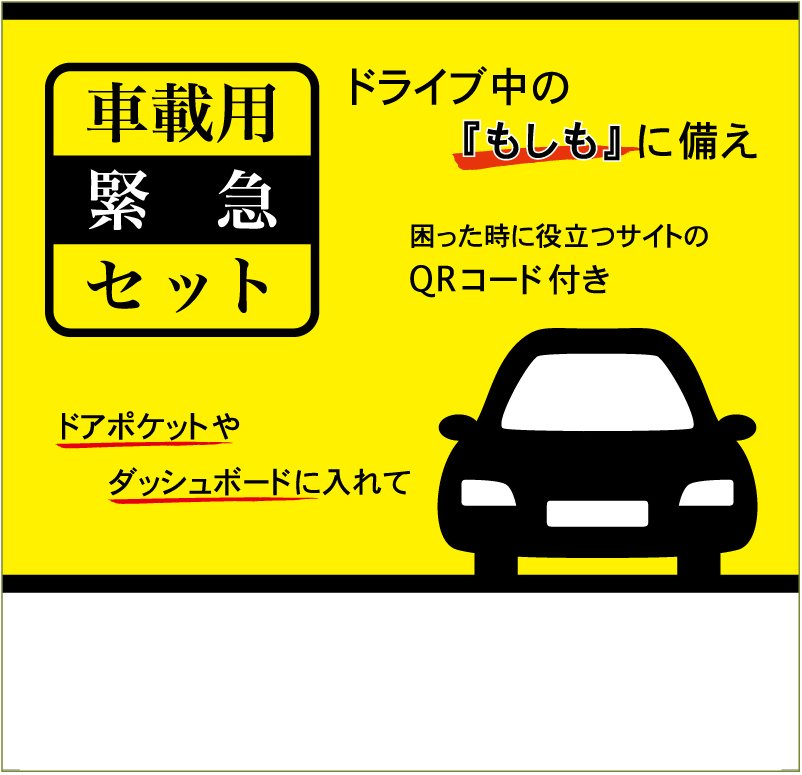 車載用
緊 急
セット
ドライブ中の
『もしも』に備え
困った時に役立つサイトの
QRコード付き
ドアポケットや
ダッシュボードに入れて